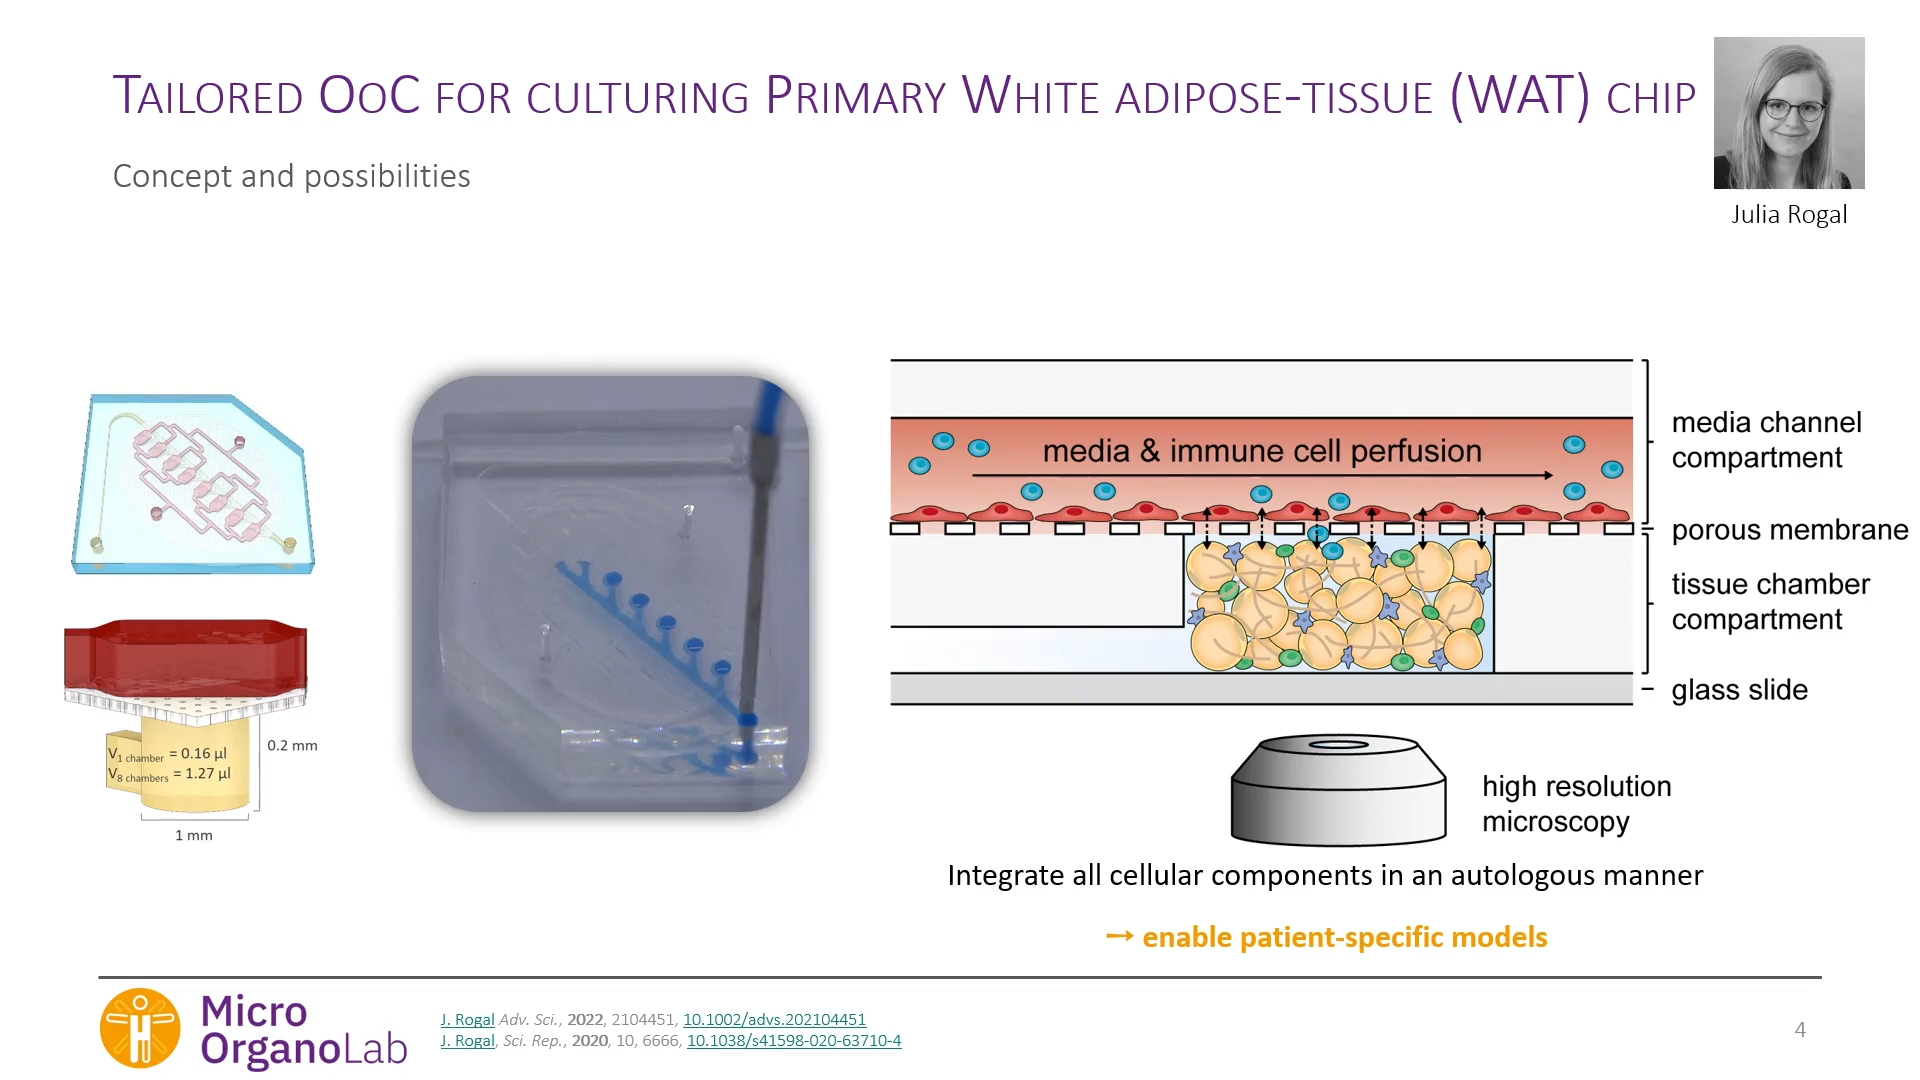 TAILORED OOC FOR CULTURING PRIMARY WHITE ADIPOSE-TISSUE (WAT) CHIP
Concept and possibilities
Julia Rogal
media & immune cell perfusion
media channel
compartment
porous membrane
tissue chamber
compartment
glass slide
V1 chamber = 0.16 µl
V8 chambers = 1.27 µl
0.2 mm
1 mm
high resolution
microscopy
Integrate all cellular components in an autologous manner
→ enable patient-specific models
Micro
OrganoLab
J. Rogal Adv. Sci., 2022, 2104451, 10.1002/advs.202104451
J. Rogal, Sci. Rep., 2020, 10, 6666, 10.1038/s41598-020-63710-4
4